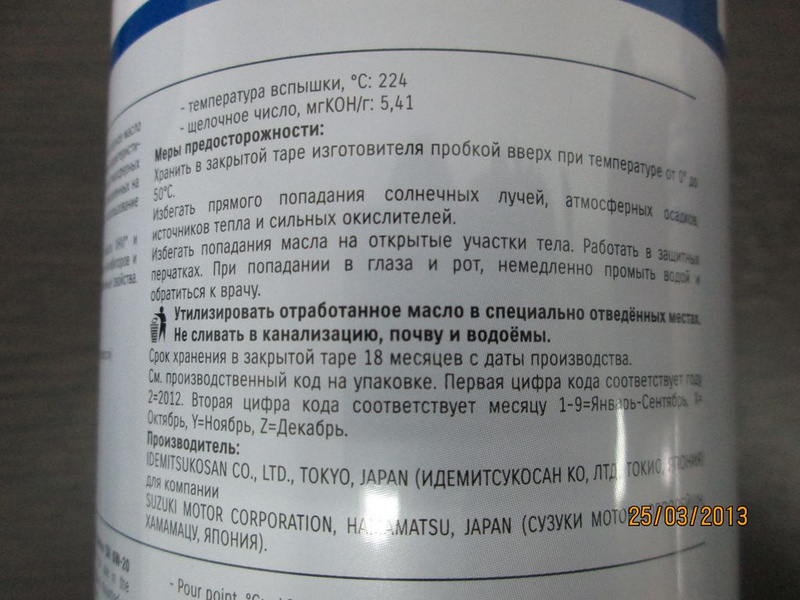 - температура вспышки, °C: 224
- щелочное число, мгКОН/г: 5,41
Меры предосторожности:
Хранить в закрытой таре изготовителя пробкой вверх при температуре от 0° до
50°C.
Избегать прямого попадания солнечных лучей, атмосферных осадков,
источников тепла и сильных окислителей.
Избегать попадания масла на открытые участки тела. Работать в защитных
перчатках. При попадании в глаза и рот, немедленно промыть водой и
обратиться к врачу.
Утилизировать отработанное масло в специально отведённых местах.
Не сливать в канализацию, почву и водоёмы.
Срок хранения в закрытой таре 18 месяцев с даты производства.
См. производственный код на упаковке. Первая цифра кода соответствует году
2=2012. Вторая цифра кода соответствует месяцу 1-9=Январь-Сентябрь, X=
Октябрь, Y=Ноябрь, Z=Декабрь.
Производитель:
IDEMITSUKOSAN CO., LTD., TOKYO, JAPAN (ИДЕМИТСУКОСАН КО, ЛТД, ТОКИО, ЯПОНИЯ)
для компании
SUZUKI MOTOR CORPORATION, HAMAMATSU, JAPAN (СУЗУКИ МОТО
ХАМАМАЦУ, ЯПОНИЯ).
25/03/2013
масло
0W-20
- Pour point, °C: